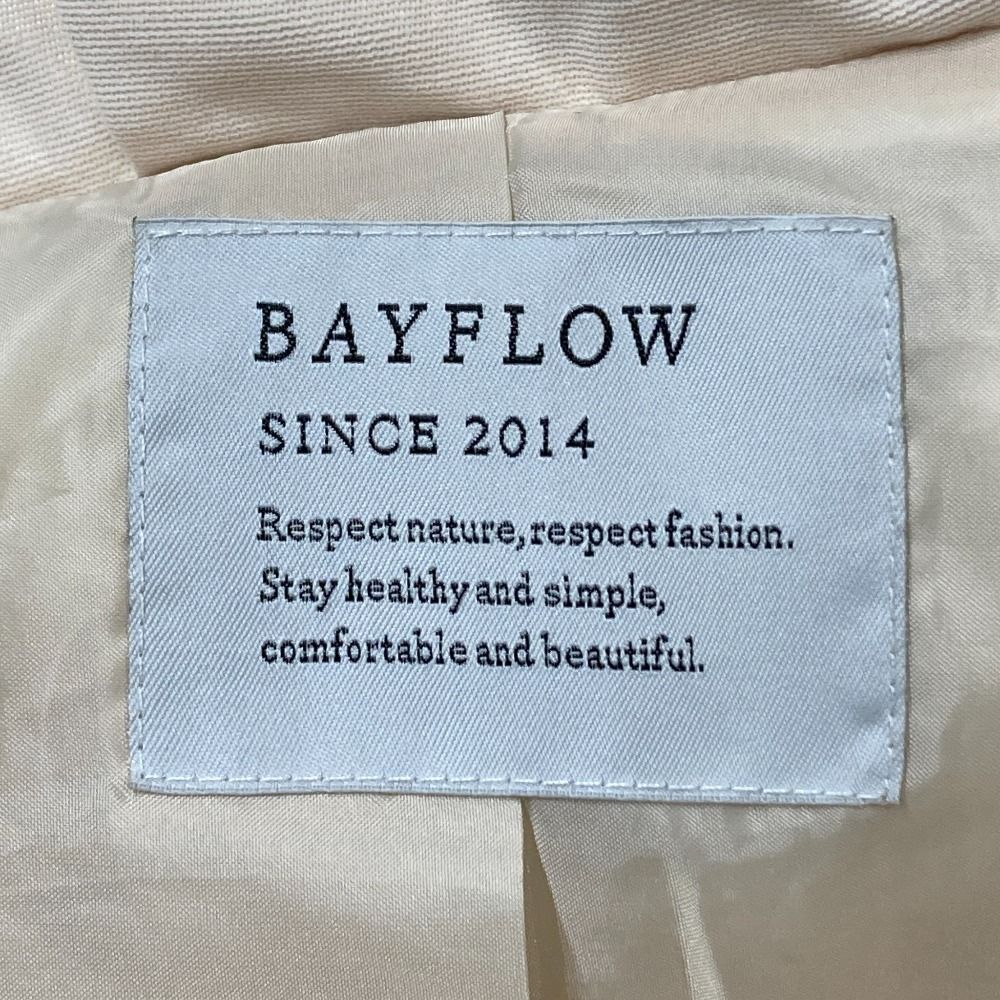 BAYFLOW
SINCE 2014
Respect nature, respect fashion.
Stay healthy and simple,
comfortable and beautiful.